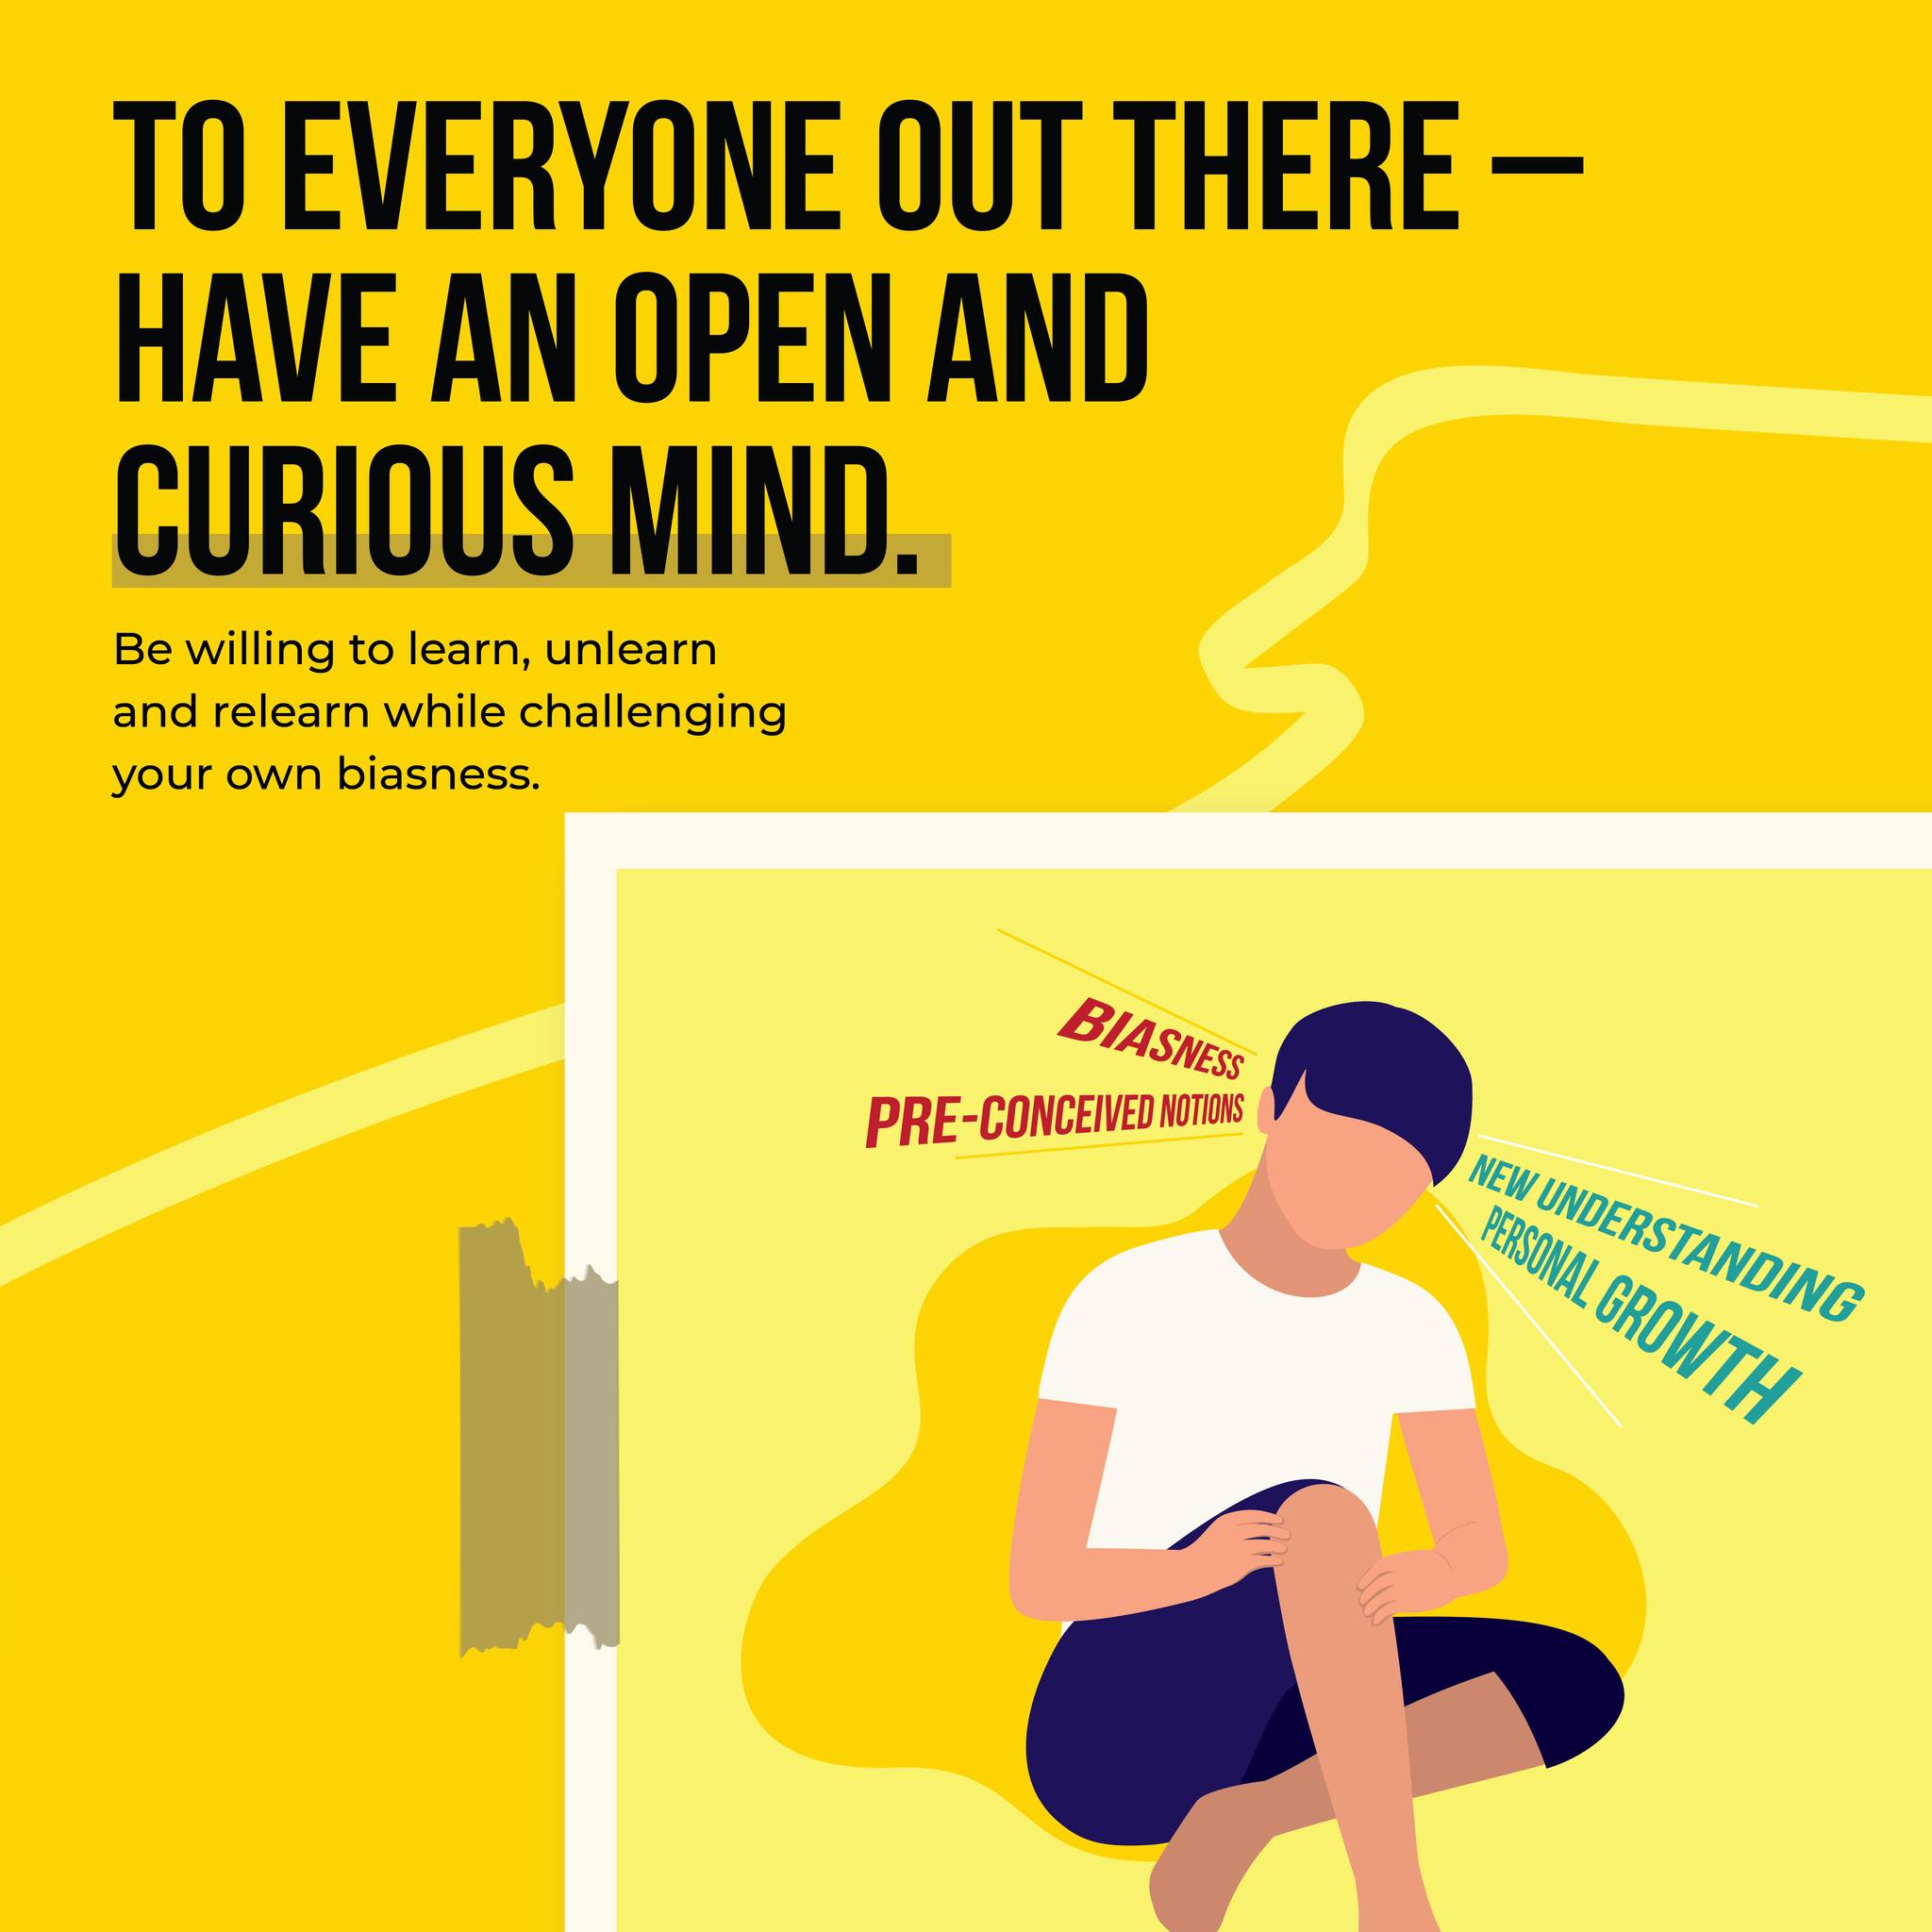 TO EVERYONE OUT THERE —
HAVE AN OPEN AND
CURIOUS MIND.
Be willing to learn, unlearn
and relearn while challenging
your own biasness.
BIASNESS
PRE-CONCEIVED NOTIONS
NEW UNDERSTANDING
PERSONAL GROWTH